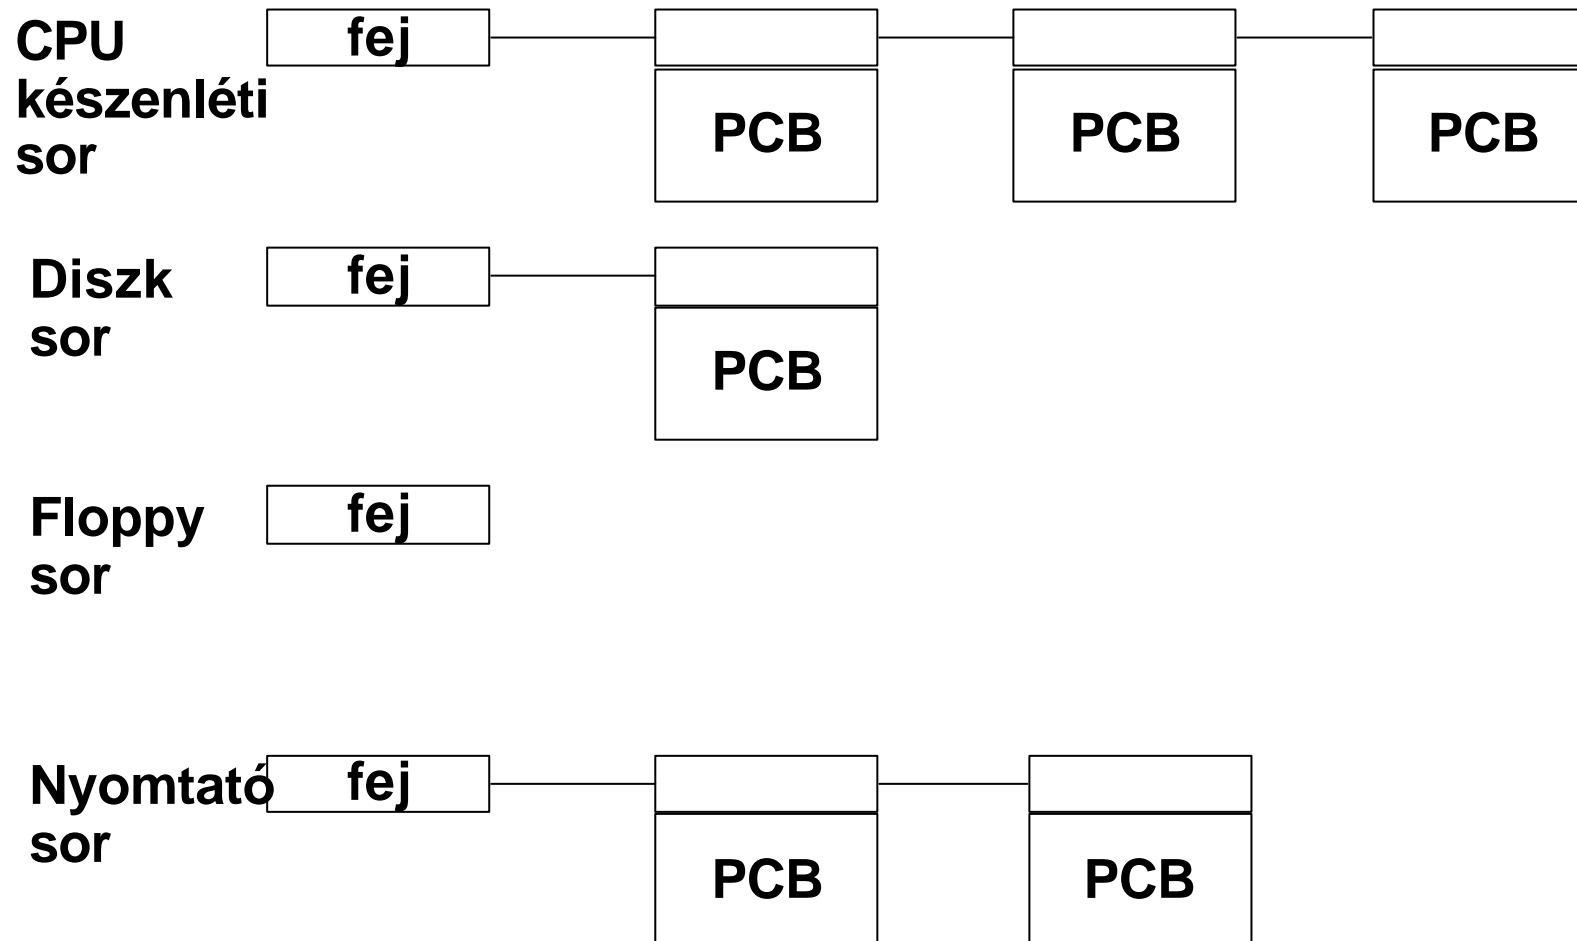 CPU
készenléti
sor
fej
PCB
PCB
PCB
Diszk
sor
fej
PCB
Floppy
sor
fej
Nyomtató
sor
fej
PCB
PCB